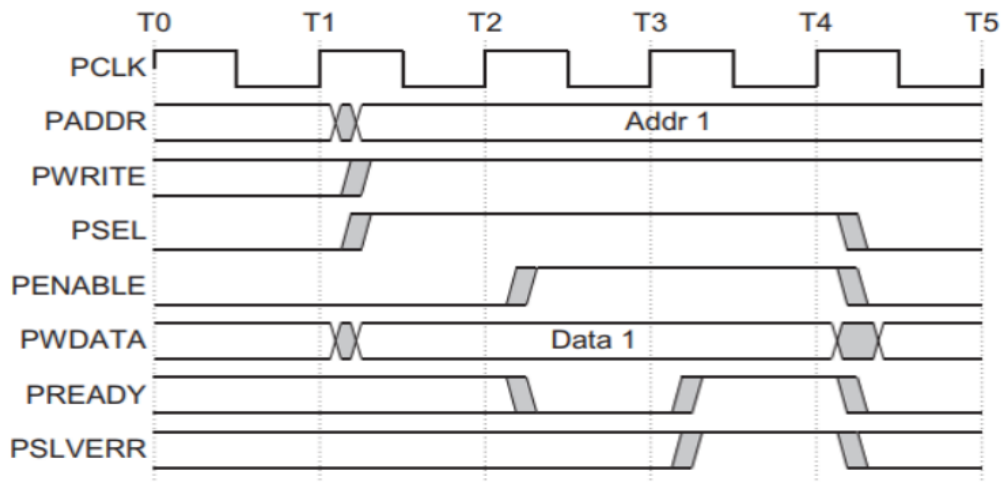 T0 T1 T2 T3 T4 T5
PCLK
PADDR Addr 1
PWRITE
PSEL
PENABLE
PWDATA Data 1
PREADY
PSLVERR